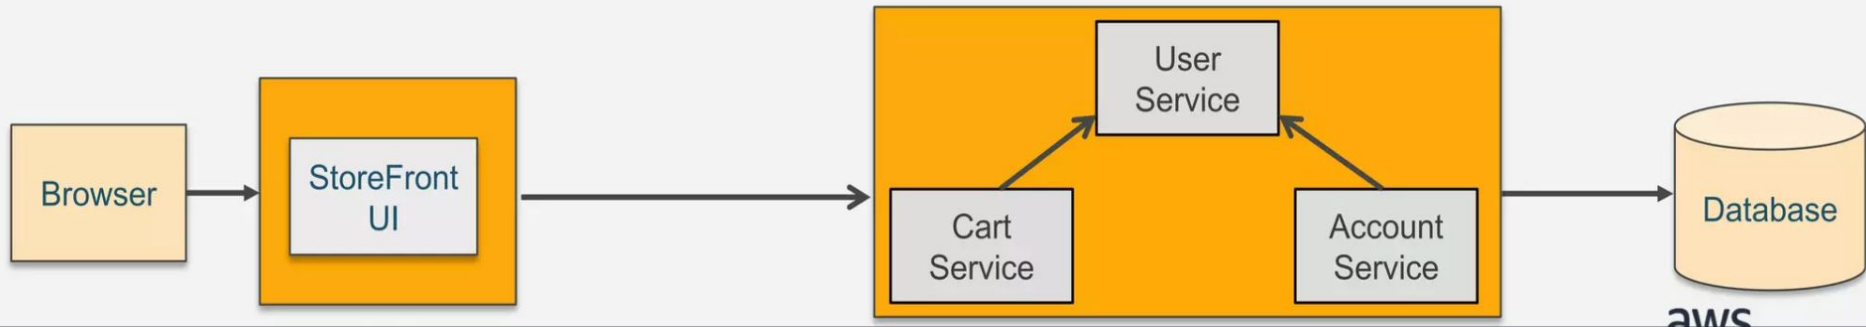 Browser
StoreFront
UI
User
Service
Cart
Service
Account
Service
Database
aws